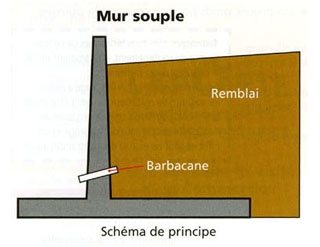 Mur souple
Remblai
Barbacane
Schéma de principe